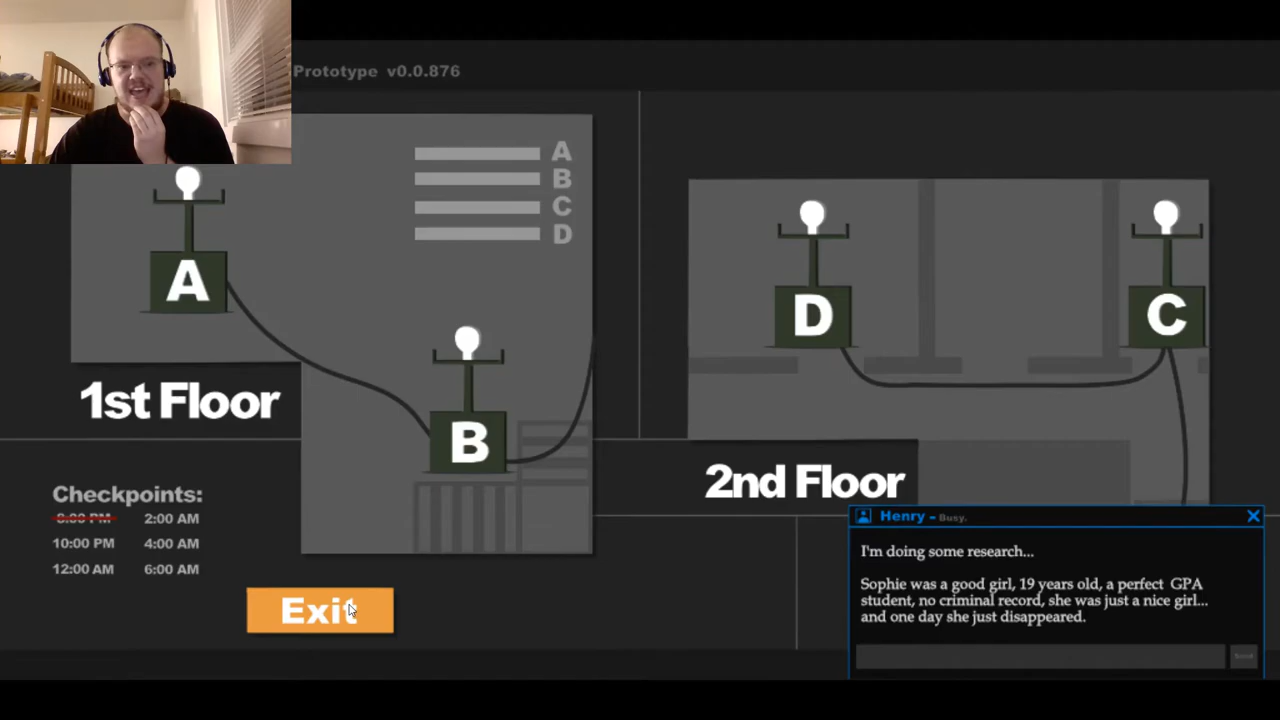 Prototype v0.0.876
A
B
C
D
A
B
1st Floor
D
C
2nd Floor
Checkpoints:
8:00 PM 2:00 AM
10:00 PM 4:00 AM
12:00 AM 6:00 AM
Exit
Henry – Busy.
I'm doing some research...
Sophie was a good girl, 19 years old, a perfect GPA
student, no criminal record, she was just a nice girl...
and one day she just disappeared.
Send